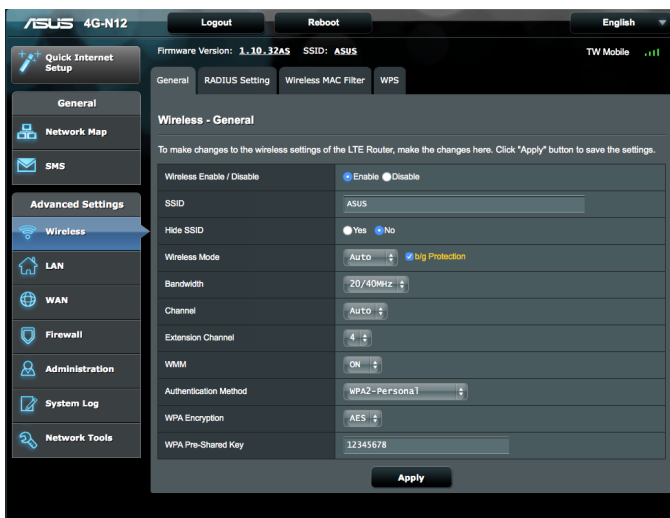 ASUS 4G-N12 Logout Reboot English
Quick Internet Setup
Firmware Version: 1.10.32AS SSID: ASUS TW Mobile
General RADIUS Setting Wireless MAC Filter WPS
General
Network Map
SMS
Advanced Settings
Wireless
LAN
WAN
Firewall
Administration
System Log
Network Tools
Wireless - General
To make changes to the wireless settings of the LTE Router, make the changes here. Click "Apply" button to save the settings.
Wireless Enable / Disable Enable Disable
SSID ASUS
Hide SSID Yes No
Wireless Mode Auto b/g Protection
Bandwidth 20/40MHz
Channel Auto
Extension Channel 4
WMM ON
Authentication Method WPA2-Personal
WPA Encryption AES
WPA Pre-Shared Key 12345678
Apply